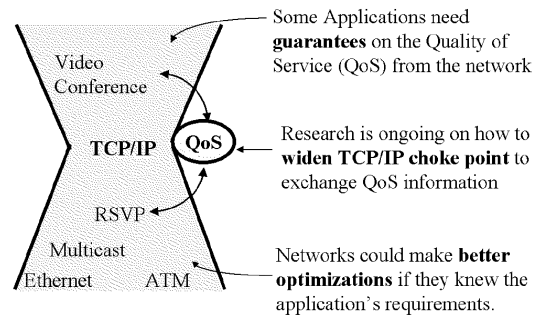 Some Applications need
guarantees on the Quality of
Service (QoS) from the network
Video
Conference
TCP/IP
QoS
Research is ongoing on how to
widen TCP/IP choke point to
exchange QoS information
RSVP
Multicast
Ethernet
ATM
Networks could make better
optimizations if they knew the
application's requirements.